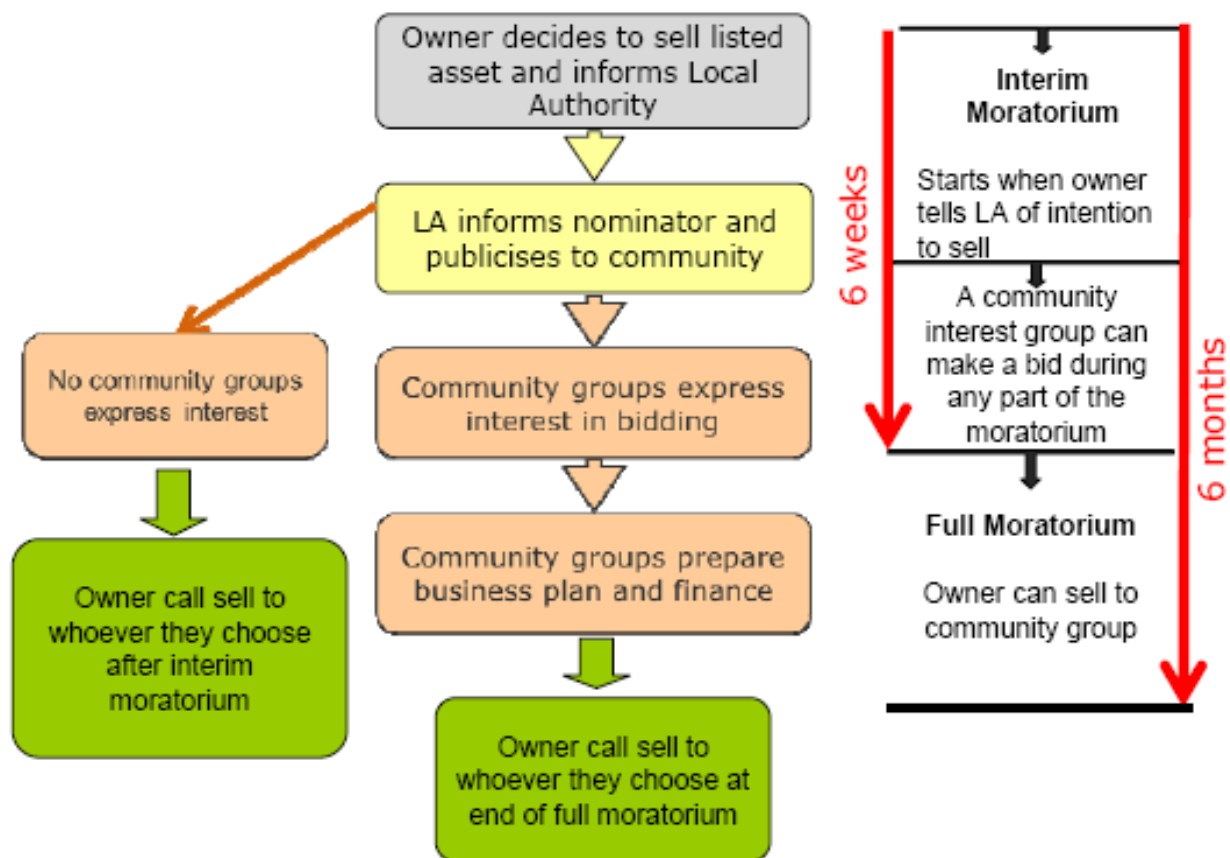 Owner decides to sell listed
asset and informs Local
Authority
LA informs nominator and
publicises to community
No community groups
express interest
Community groups express
interest in bidding
Community groups prepare
business plan and finance
Owner call sell to
whoever they choose
after interim
moratorium
Owner call sell to
whoever they choose at
end of full moratorium
6 weeks
Interim
Moratorium
Starts when owner
tells LA of intention
to sell
A community
interest group can
make a bid during
any part of the
moratorium
Full Moratorium
Owner can sell to
community group
6 months